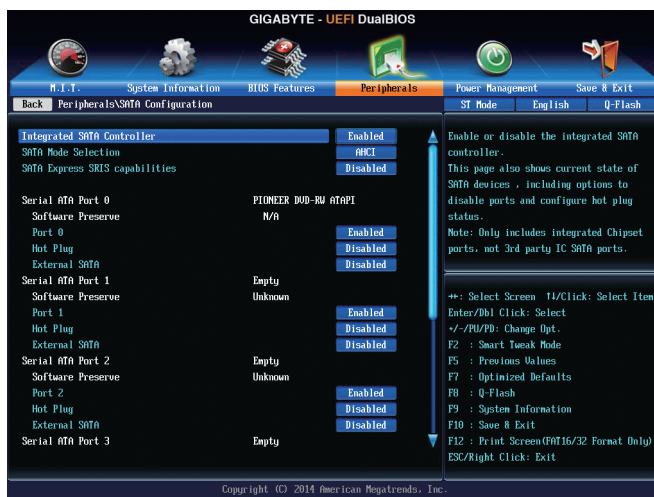 GIGABYTE - UEFI DualBIOS
M.I.T. System Information BIOS Features Peripherals Power Management Save & Exit
Back Peripherals\SATA Configuration ST Mode English Q-Flash
Integrated SATA Controller Enabled
SATA Mode Selection AHCI
SATA Express SRIS capabilities Disabled
Serial ATA Port 0 PIONEER DVD-RW ATAPI
Software Preserve N/A
Port 0 Enabled
Hot Plug Disabled
External SATA Disabled
Serial ATA Port 1 Empty
Software Preserve Unknown
Port 1 Enabled
Hot Plug Disabled
External SATA Disabled
Serial ATA Port 2 Empty
Software Preserve Unknown
Port 2 Enabled
Hot Plug Disabled
External SATA Disabled
Serial ATA Port 3 Empty
Enable or disable the integrated SATA
controller.
This page also shows current state of
SATA devices , including options to
disable ports and configure hot plug
status.
Note: Only includes integrated Chipset
ports, not 3rd party IC SATA ports.
→←: Select Screen ↑↓/Click: Select Item
Enter/Dbl Click: Select
+/-/PU/PD: Change Opt.
F2 : Smart Tweak Mode
F5 : Previous Values
F7 : Optimized Defaults
F8 : Q-Flash
F9 : System Information
F10 : Save & Exit
F12 : Print Screen(FAT16/32 Format Only)
ESC/Right Click: Exit
Copyright (C) 2014 American Megatrends, Inc.